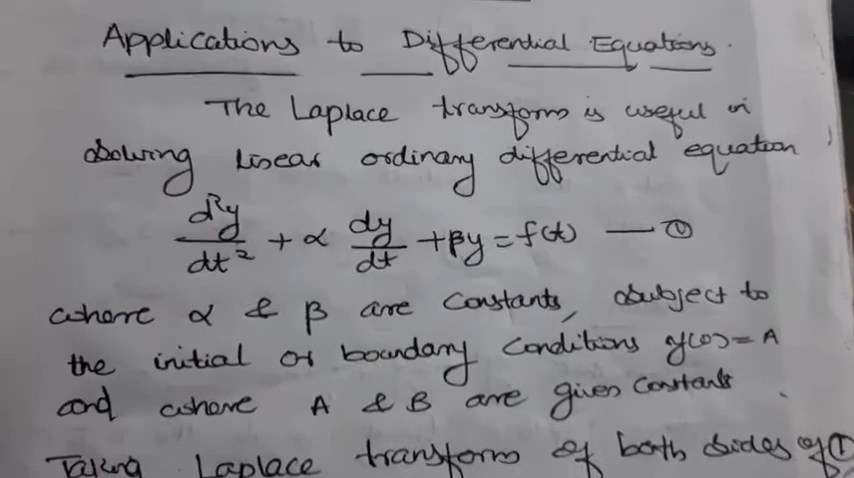 Applications to Differential Equations.
The Laplace transform is useful in
solving linear ordinary differential equation
d²y/dt² + α dy/dt + βy = f(t) — ①
where α & β are constants, subject to
the initial or boundary conditions y(0) = A
and where A & B are given constants
Taking Laplace transform of both sides of ①